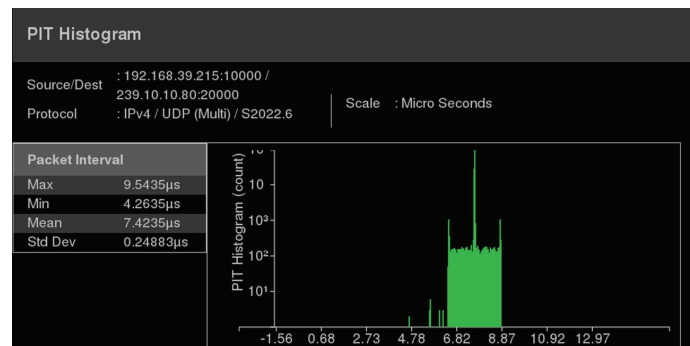 PIT Histogram
Source/Dest : 192.168.39.215:10000 /
239.10.10.80:20000
Protocol : IPv4 / UDP (Multi) / S2022.6
Scale : Micro Seconds
Packet Interval
Max 9.5435µs
Min 4.2635µs
Mean 7.4235µs
Std Dev 0.24883µs
PIT Histogram (count)
10
10³
10²
10¹
-1.56 0.68 2.73 4.78 6.82 8.87 10.92 12.97